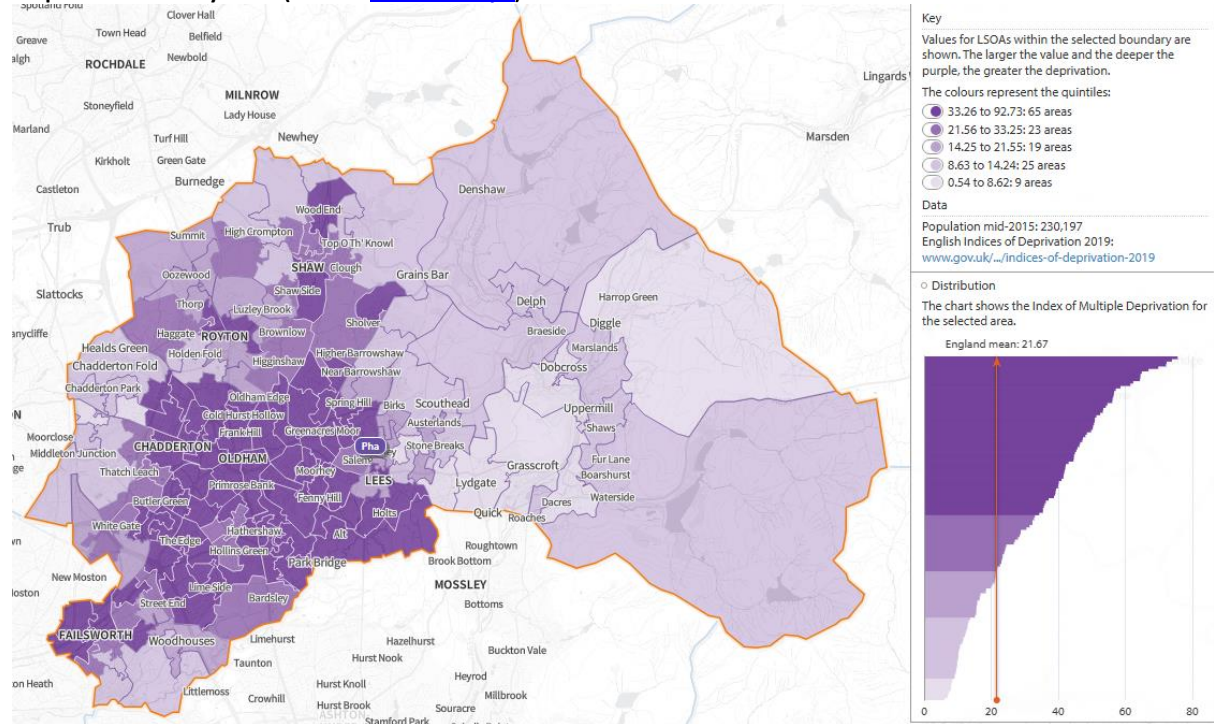 Spotland Fold
Clover Hall
Greave
Town Head
Belfield
ROCHDALE
Newbold
MILNROW
Lingards
Stoneyfield
Lady House
Marland
Turf Hill
Newhey
Marsden
Kirkholt
Green Gate
Castleton
Burnedge
Denshaw
Trub
Wood End
Summit
High Crompton
Top O Th' Knowl
SHAW
Clough
Grains Bar
Oozewood
Slattocks
Shaw Side
Delph
Harrop Green
Thorp
Luzley Brook
Sholver
Diggle
Haggate
ROYTON
Brownlow
Braeside
Healds Green
Holden Fold
Higher Barrowshaw
Marslands
Chadderton Fold
Higginshaw
Near Barrowshaw
Dobcross
Chadderton Park
Oldham Edge
Spring Hill
Birks
Scouthead
Cold Hurst Hollow
Uppermill
Moorclose
Frank Hill
Greenacres Moor
Austerlands
Shaws
Middleton Junction
CHADDERTON
OLDHAM
Pha
Stone Breaks
Thatch Leach
Moorhey
Salem
Grasscroft
Fur Lane
Primrose Bank
LEES
Lydgate
Boarshurst
Butler Green
Fenny Hill
Dacres
Waterside
White Gate
Holts
Quick
Roaches
The Edge
Hathershaw
Alt
Hollins Green
Roughtown
New Moston
Park Bridge
Brook Bottom
Lime Side
MOSSLEY
Street End
Bardsley
Bottoms
FAILSWORTH
Woodhouses
Limehurst
Hazelhurst
Buckton Vale
Taunton
Hurst Nook
Heyrod
Littlemoss
Crowhill
Hurst Knoll
Millbrook
Hurst Brook
Souracre
ASHTON
Stamford Park
Key
Values for LSOAs within the selected boundary are
shown. The larger the value and the deeper the
purple, the greater the deprivation.
The colours represent the quintiles:
33.26 to 92.73: 65 areas
21.56 to 33.25: 23 areas
14.25 to 21.55: 19 areas
8.63 to 14.24: 25 areas
0.54 to 8.62: 9 areas
Data
Population mid-2015: 230,197
English Indices of Deprivation 2019:
www.gov.uk/.../indices-of-deprivation-2019
Distribution
The chart shows the Index of Multiple Deprivation for
the selected area.
England mean: 21.67
0 20 40 60 80